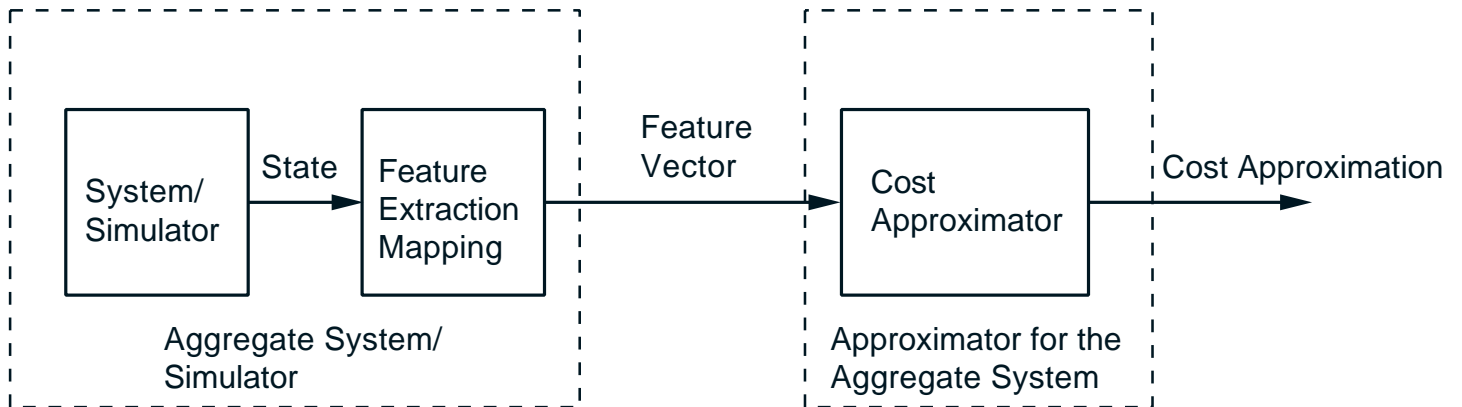 System/
Simulator
State
Feature
Extraction
Mapping
Aggregate System/
Simulator
Feature
Vector
Cost
Approximator
Approximator for the
Aggregate System
Cost Approximation